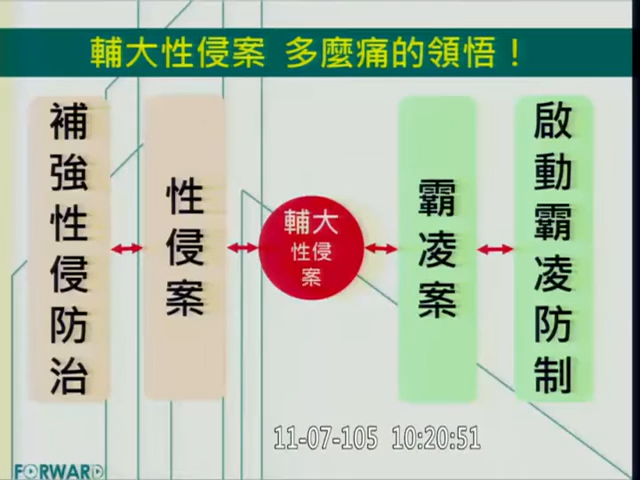 輔大性侵案 多麼痛的領悟！
補強性侵防治
性侵案
輔大
性侵
案
霸凌案
啟動霸凌防制
11-07-105 10:20:51
FORWARD